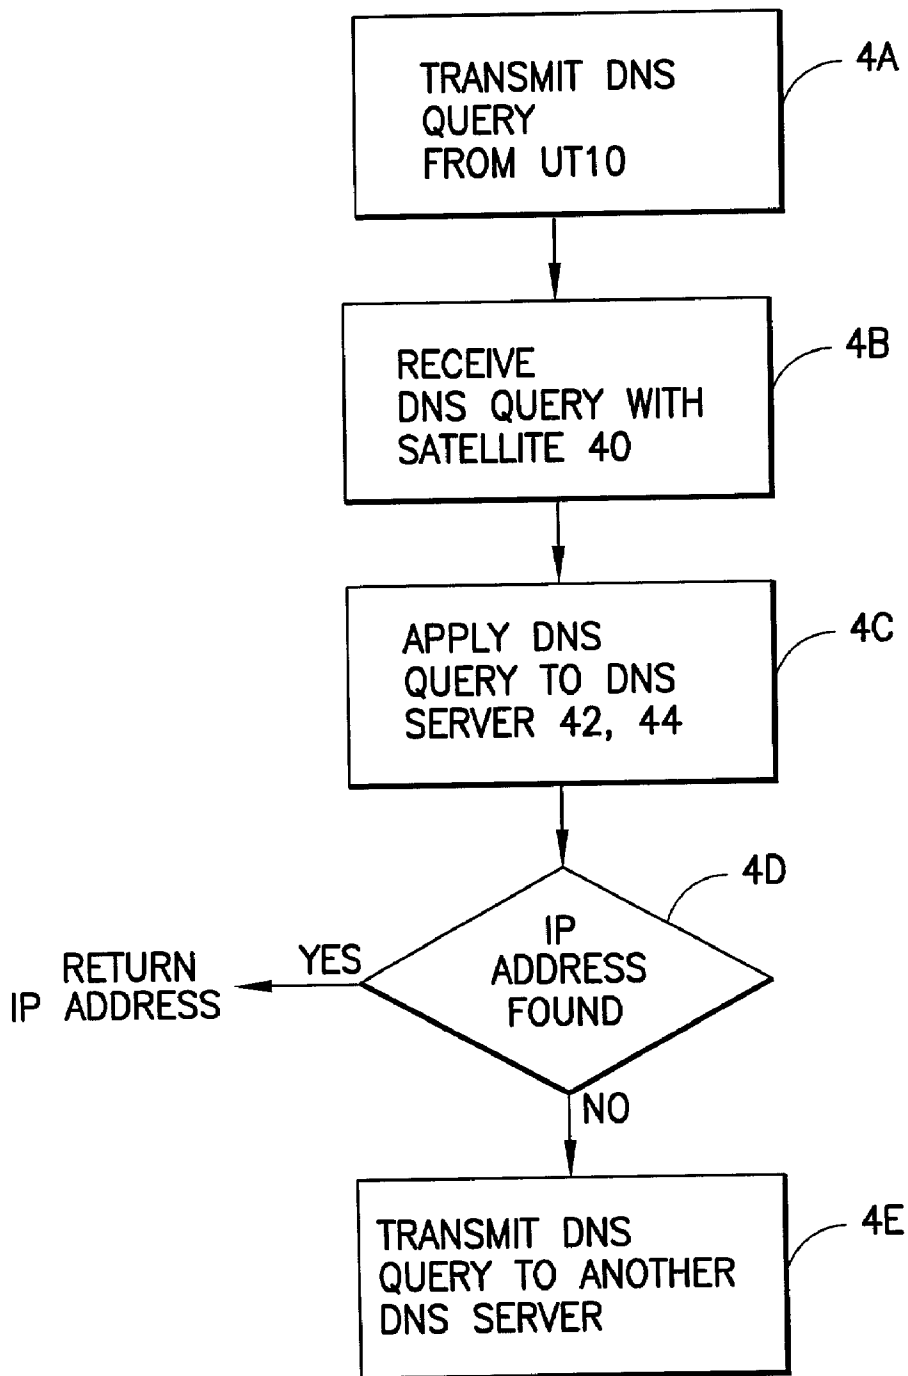 TRANSMIT DNS
QUERY
FROM UT10
4A
RECEIVE
DNS QUERY WITH
SATELLITE 40
4B
APPLY DNS
QUERY TO DNS
SERVER 42, 44
4C
IP
ADDRESS
FOUND
4D
YES
RETURN
IP ADDRESS
NO
TRANSMIT DNS
QUERY TO ANOTHER
DNS SERVER
4E